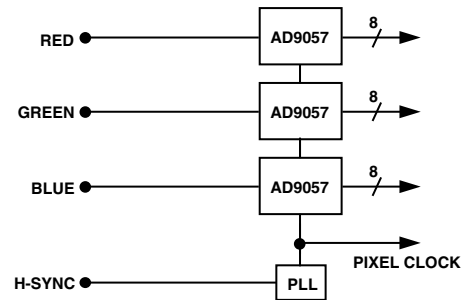 RED
AD9057
8
GREEN
AD9057
8
BLUE
AD9057
8
PIXEL CLOCK
H-SYNC
PLL